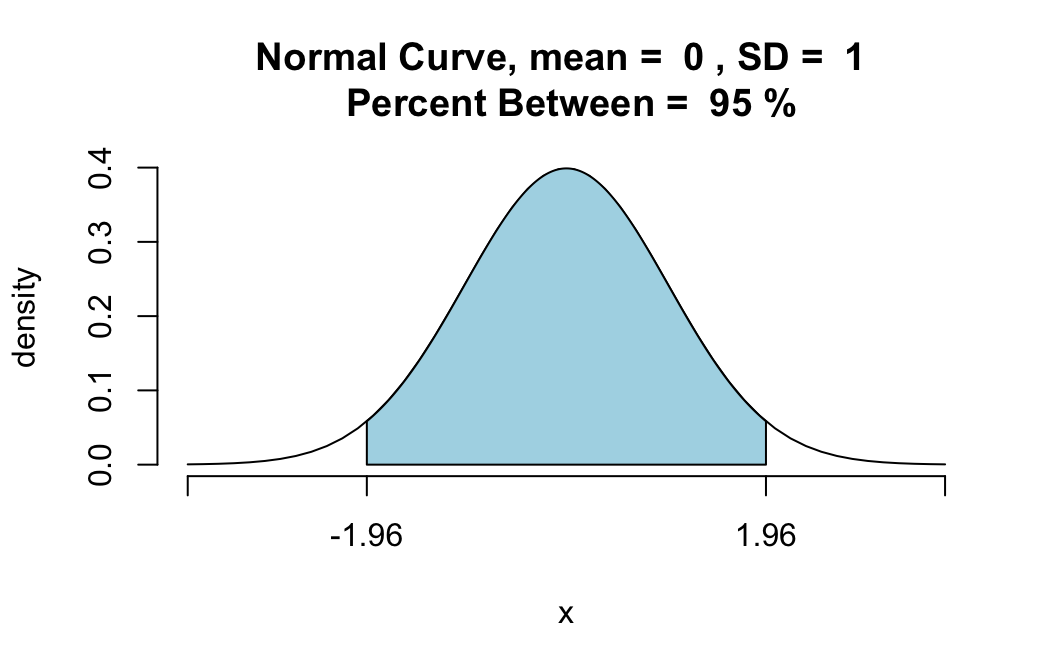 Normal Curve, mean =  0 , SD =  1
Percent Between =  95 %
density
0.4
0.3
0.2
0.1
0.0
-1.96
1.96
x